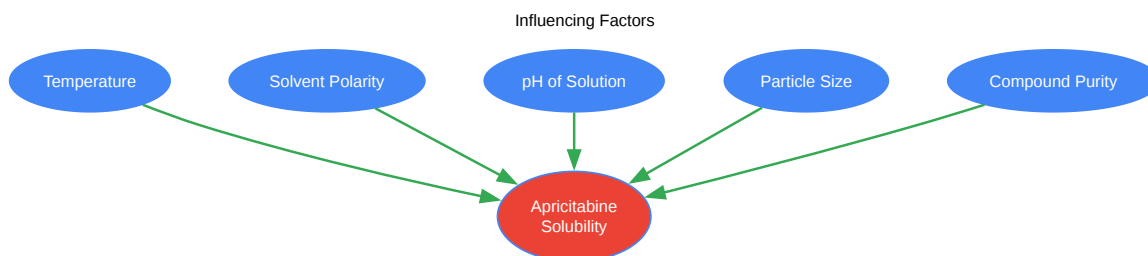 Influencing Factors
Temperature
Solvent Polarity
pH of Solution
Particle Size
Compound Purity
Apricitabine
Solubility